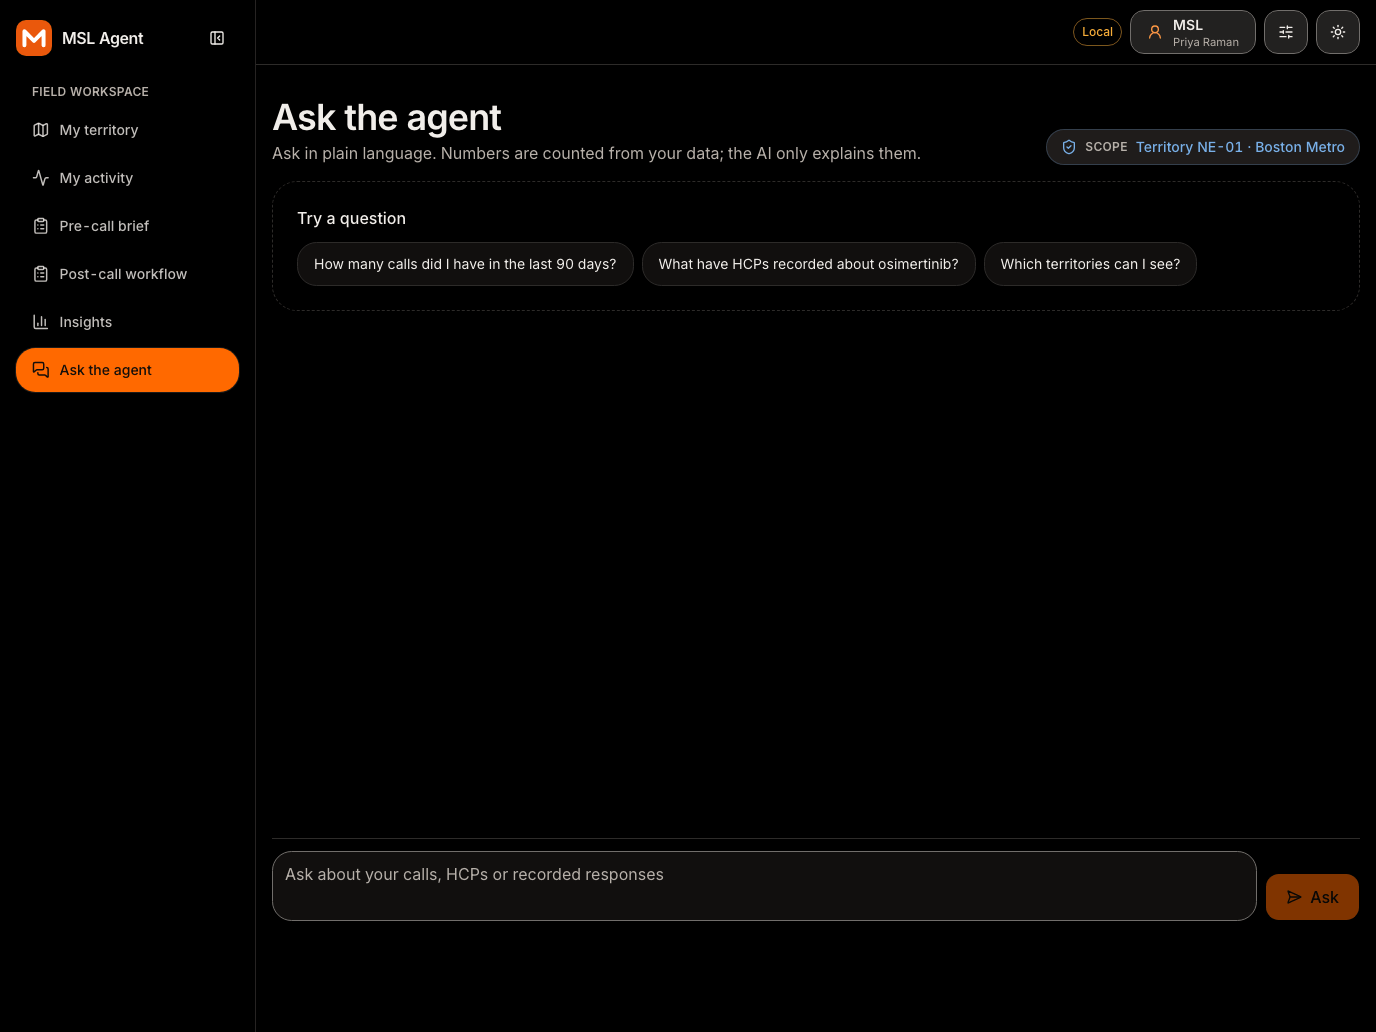 MSL Agent
FIELD WORKSPACE
My territory
My activity
Pre-call brief
Post-call workflow
Insights
Ask the agent
Local
MSL
Priya Raman
Ask the agent
Ask in plain language. Numbers are counted from your data; the AI only explains them.
SCOPE Territory NE-01 · Boston Metro
Try a question
How many calls did I have in the last 90 days?
What have HCPs recorded about osimertinib?
Which territories can I see?
Ask about your calls, HCPs or recorded responses
Ask